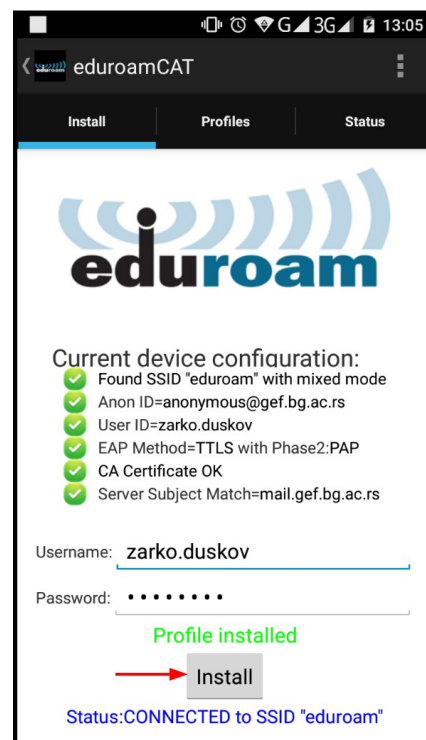 G 3G 13:05
eduroam eduroamCAT
Install Profiles Status
eduroam
Current device configuration:
Found SSID "eduroam" with mixed mode
Anon ID=anonymous@gef.bg.ac.rs
User ID=zarko.duskov
EAP Method=TTLS with Phase2:PAP
CA Certificate OK
Server Subject Match=mail.gef.bg.ac.rs
Username: zarko.duskov
Password: ••••••••
Profile installed
Install
Status:CONNECTED to SSID "eduroam"